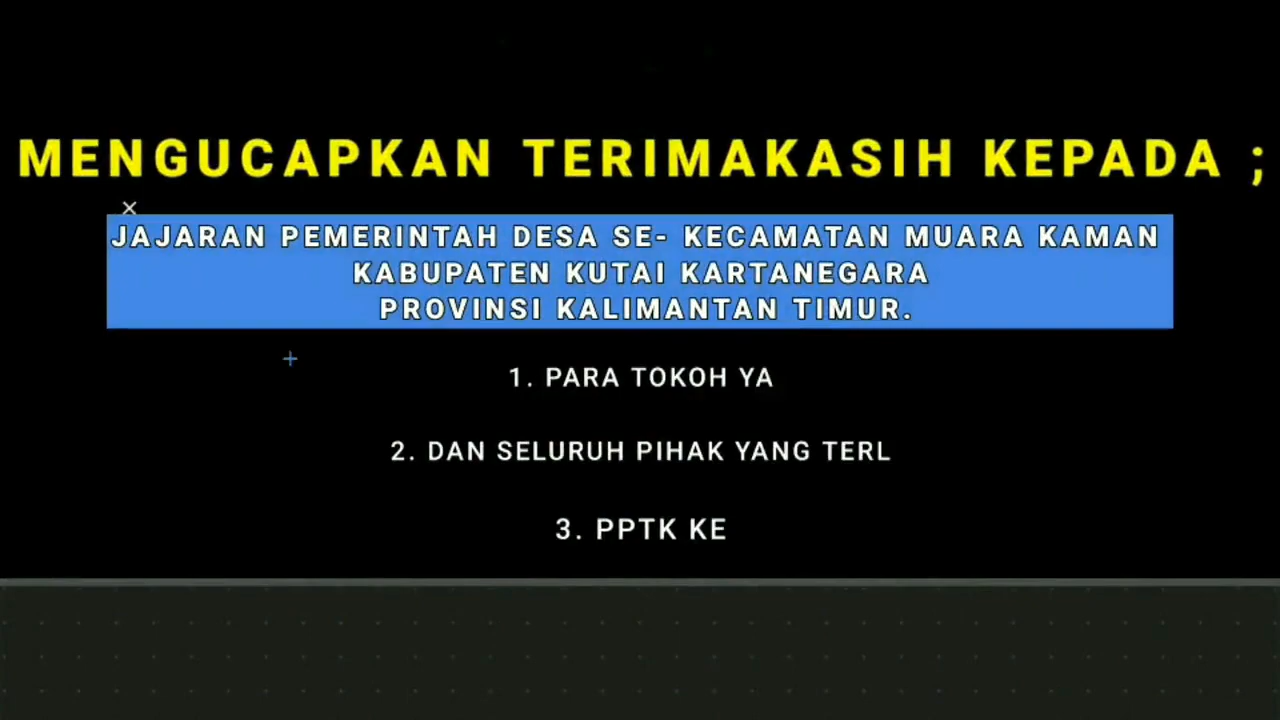 MENGUCAPKAN TERIMAKASIH KEPADA ;
JAJARAN PEMERINTAH DESA SE- KECAMATAN MUARA KAMAN
KABUPATEN KUTAI KARTANEGARA
PROVINSI KALIMANTAN TIMUR.
1. PARA TOKOH YA
2. DAN SELURUH PIHAK YANG TERL
3. PPTK KE